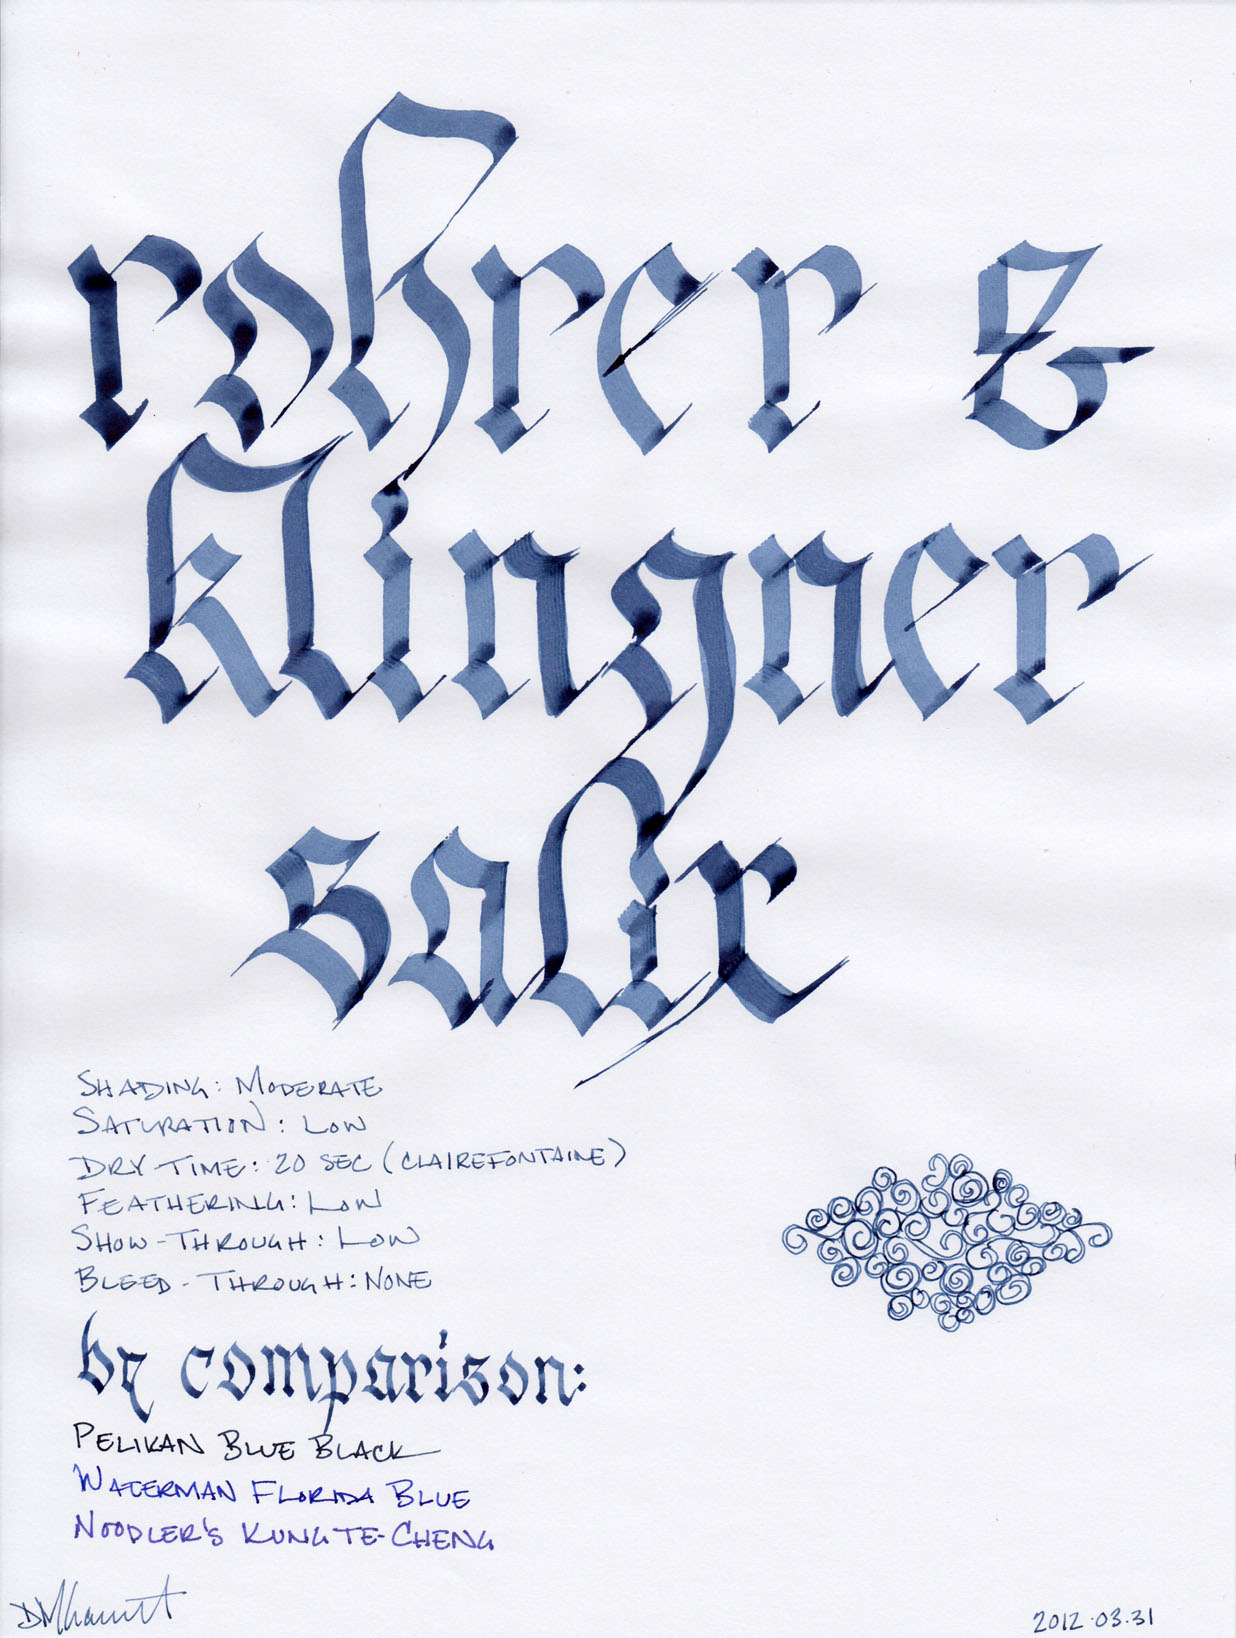 rohrer &
klingner
salix
SHADING: MODERATE
SATURATION: LOW
DRY-TIME: 20 SEC (CLAIREFONTAINE)
FEATHERING: LOW
SHOW-THROUGH: LOW
BLEED-THROUGH: NONE
by comparison:
PELIKAN BLUE BLACK
WATERMAN FLORIDA BLUE
NOODLER'S KUNG TE-CHENG
2012.03.31